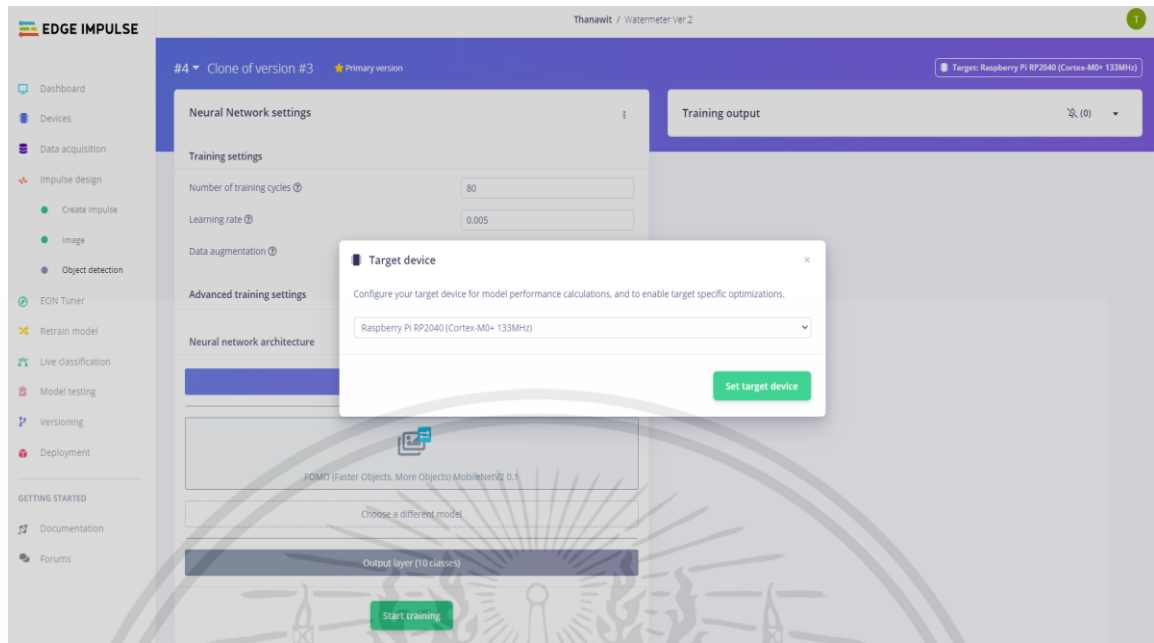 EDGE IMPULSE
Thanawit / Watermeter Ver.2
T
#4 Clone of version #3 Primary version
Target: Raspberry Pi RP2040 (Cortex-M0+ 133MHz)
Dashboard
Devices
Data acquisition
Impulse design
Create impulse
Image
Object detection
EON Tuner
Retrain model
Live classification
Model testing
Versioning
Deployment
GETTING STARTED
Documentation
Forums
Neural Network settings
Training settings
Number of training cycles ?
80
Learning rate ?
0.005
Data augmentation ?
Advanced training settings
Neural network architecture
FOMO (Faster Objects, More Objects) MobileNetV2 0.1
Choose a different model
Output layer (10 classes)
Start training
Training output
(0)
Target device
×
Configure your target device for model performance calculations, and to enable target specific optimizations.
Raspberry Pi RP2040 (Cortex-M0+ 133MHz)
Set target device